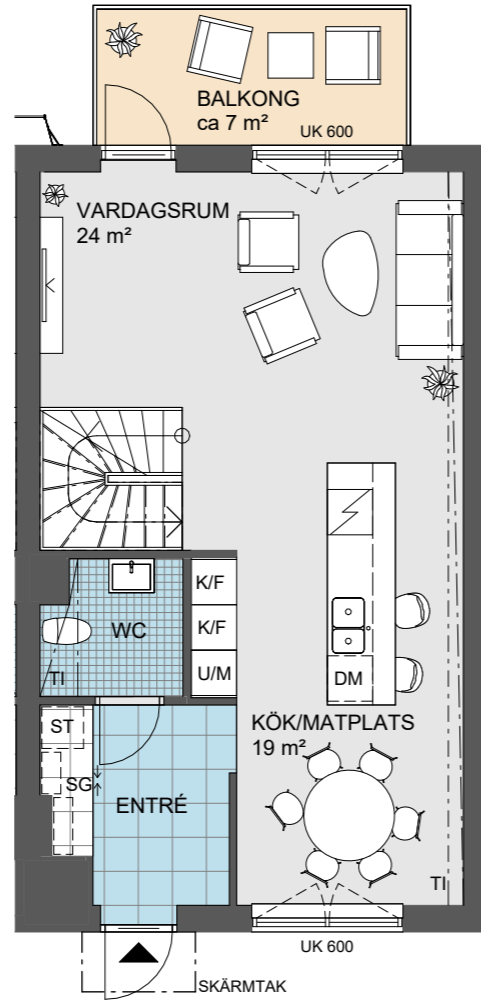 BALKONG
ca 7 m²
UK 600
VARDAGSRUM
24 m²
K/F
WC
K/F
TI
U/M
DM
ST
KÖK/MATPLATS
19 m²
SG
ENTRÉ
TI
UK 600
SKÄRMTAK